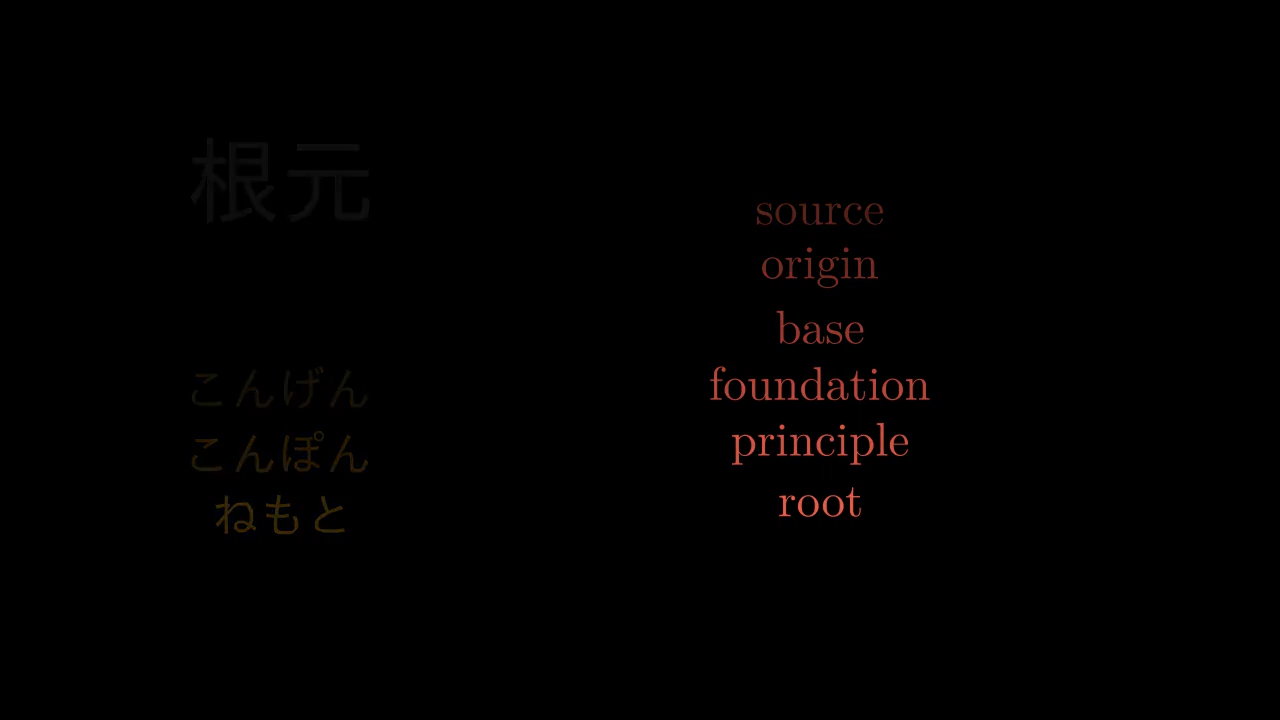 根元
こんげん
こんぽん
ねもと
source
origin
base
foundation
principle
root